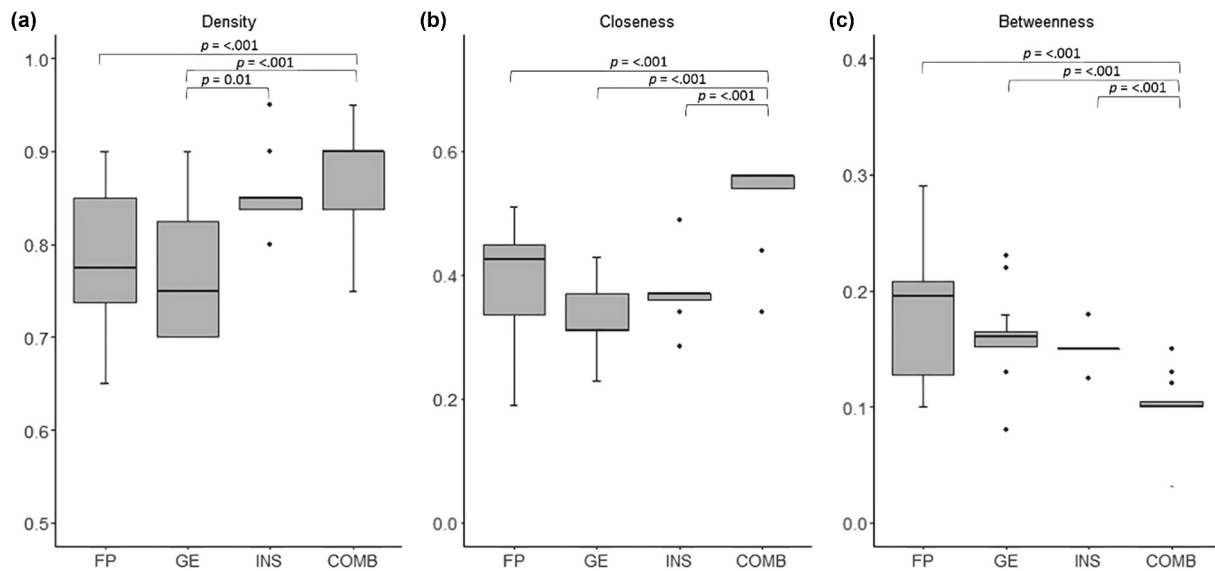 (a) Density
p = <.001
p = <.001
p = 0.01
1.0
0.9
0.8
0.7
0.6
0.5
FP GE INS COMB
(b) Closeness
p = <.001
p = <.001
p = <.001
0.6
0.4
0.2
0.0
FP GE INS COMB
(c) Betweenness
p = <.001
p = <.001
p = <.001
0.4
0.3
0.2
0.1
0.0
FP GE INS COMB